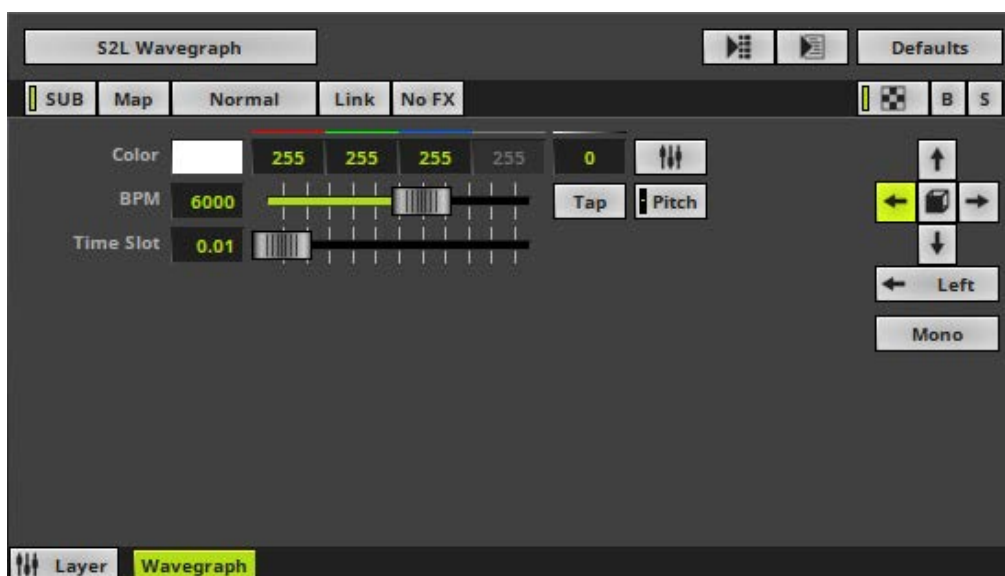 S2L Wavegraph Defaults
SUB Map Normal Link No FX B S
Color 255 255 255 255 0
BPM 6000 Tap Pitch
Time Slot 0.01
Left
Mono
Layer Wavegraph